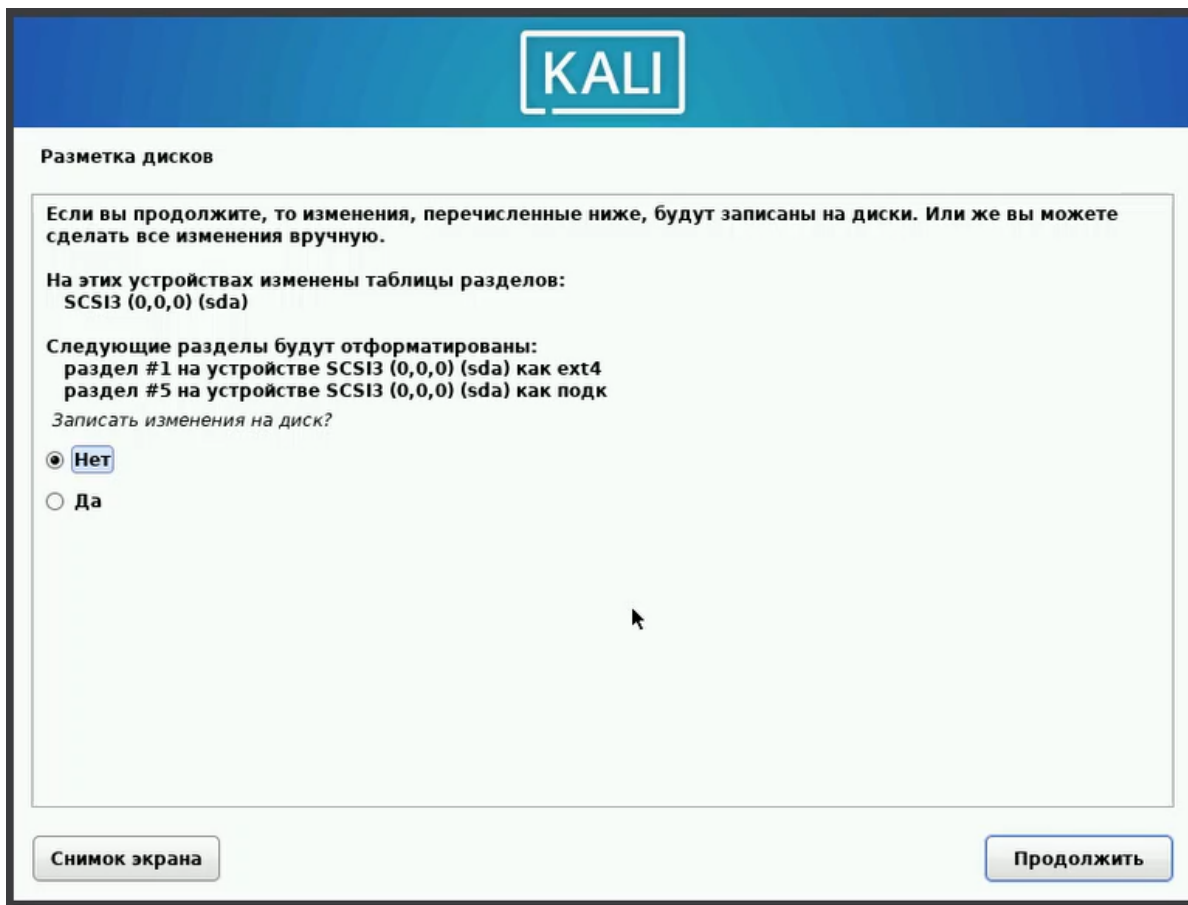 KALI
Разметка дисков
Если вы продолжите, то изменения, перечисленные ниже, будут записаны на диски. Или же вы можете
сделать все изменения вручную.
На этих устройствах изменены таблицы разделов:
SCSI3 (0,0,0) (sda)
Следующие разделы будут отформатированы:
раздел #1 на устройстве SCSI3 (0,0,0) (sda) как ext4
раздел #5 на устройстве SCSI3 (0,0,0) (sda) как подк
Записать изменения на диск?
Нет
Да
Снимок экрана
Продолжить